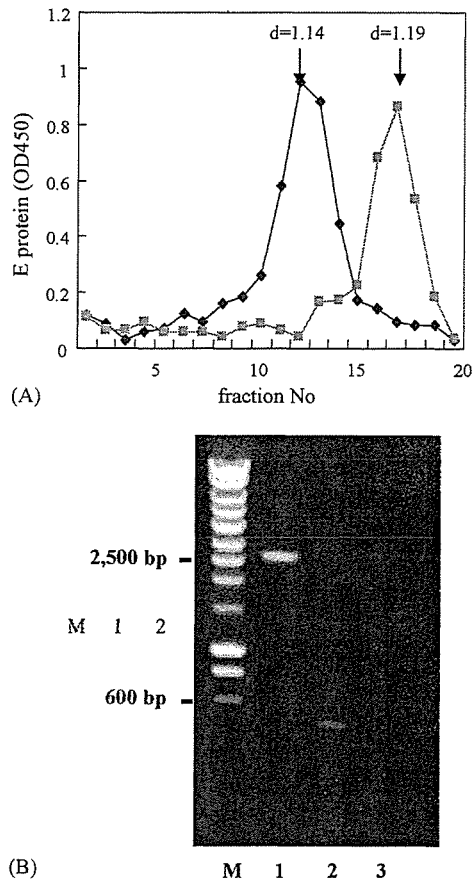 1.2
1
0.8
0.6
0.4
0.2
0
E protein (OD450)
d=1.14
d=1.19
5
10
15
20
fraction No
(A)
2,500 bp
M 1 2
600 bp
(B)
M 1 2 3